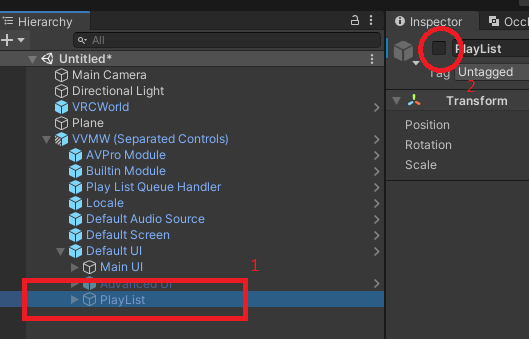 Hierarchy
All
Untitled*
Main Camera
Directional Light
VRCWorld
Plane
VVMW (Separated Controls)
AVPro Module
Builtin Module
Play List Queue Handler
Locale
Default Audio Source
Default Screen
Default UI
Main UI
1
Advanced UI
PlayList
Inspector
Occl
PlayList
Tag Untagged
2
Transform
Position
Rotation
Scale